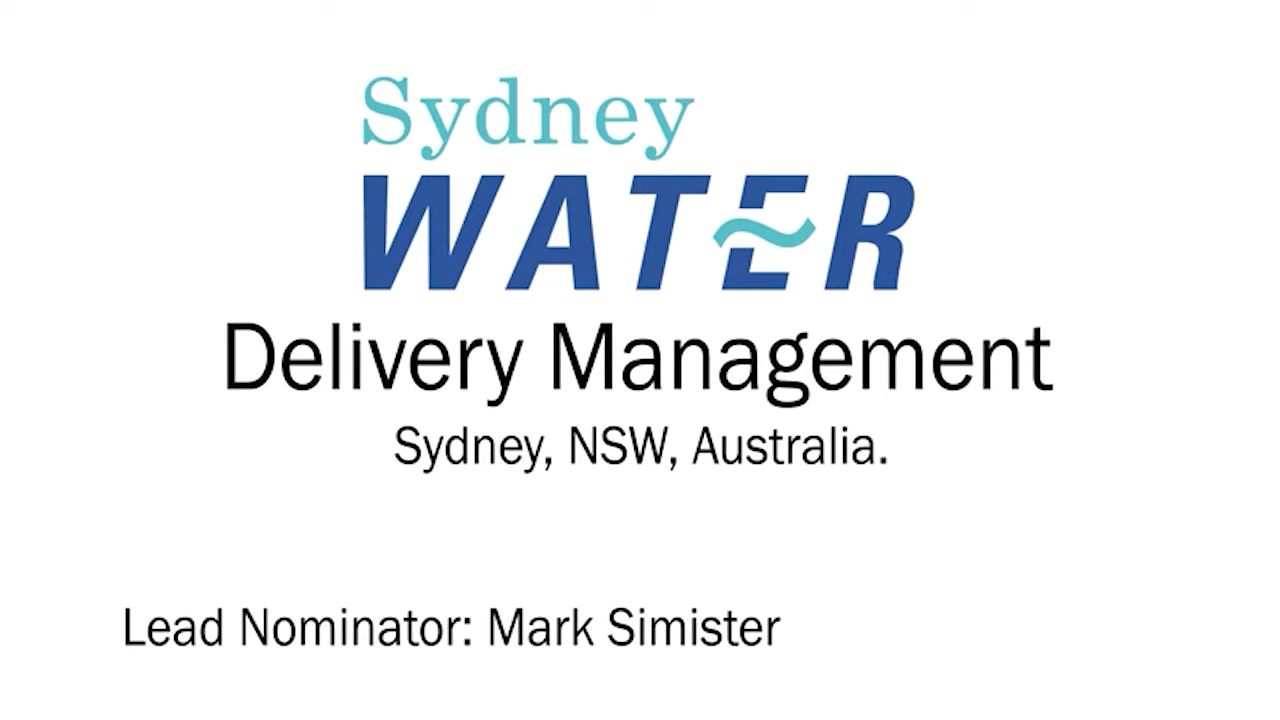 Sydney
WATER
Delivery Management
Sydney, NSW, Australia.
Lead Nominator: Mark Simister